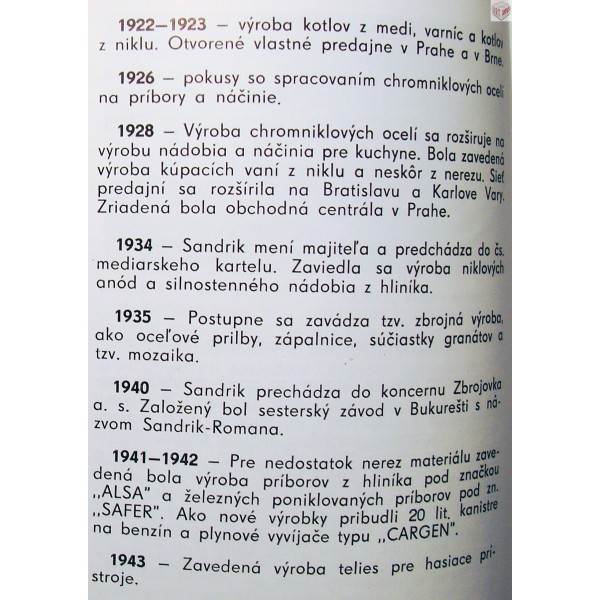 1922—1923 — výroba kotlov z medi, varníc a kotlov
z niklu. Otvorené vlastné predajne v Prahe a v Brne.
1926 — pokusy so spracovaním chromniklových ocelí
na príbory a náčinie.
1928 — Výroba chromniklových ocelí sa rozširuje na
výrobu nádobia a náčinia pre kuchyne. Bola zavedená
výroba kúpacích vaní z niklu a neskôr z nerezu. Sieť
predajní sa rozšírila na Bratislavu a Karlove Vary.
Zriadená bola obchodná centrála v Prahe.
1934 — Sandrik mení majiteľa a predchádza do čs.
mediarskeho kartelu. Zaviedla sa výroba niklových
anód a silnostenného nádobia z hliníka.
1935 — Postupne sa zavádza tzv. zbrojná výroba,
ako oceľové prilby, zápalnice, súčiastky granátov a
tzv. mozaika.
1940 — Sandrik prechádza do koncernu Zbrojovka
a. s. Založený bol sesterský závod v Bukurešti s ná-
zvom Sandrik-Romana.
1941—1942 — Pre nedostatok nerez materiálu zave-
dená bola výroba príborov z hliníka pod značkou
,,ALSA" a železných poniklovaných príborov pod zn.
,,SAFER". Ako nové výrobky pribudli 20 lit. kanistre
na benzín a plynové vyvíjače typu ,,CARGEN".
1943 — Zavedená výroba telies pre hasiace prí-
stroje.